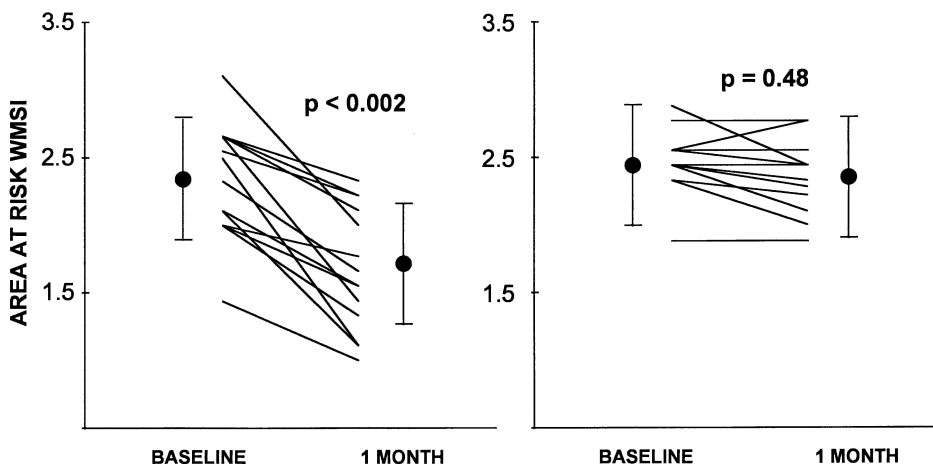 AREA AT RISK WMSI
3.5
2.5
1.5
p < 0.002
BASELINE
1 MONTH
3.5
2.5
1.5
p = 0.48
BASELINE
1 MONTH